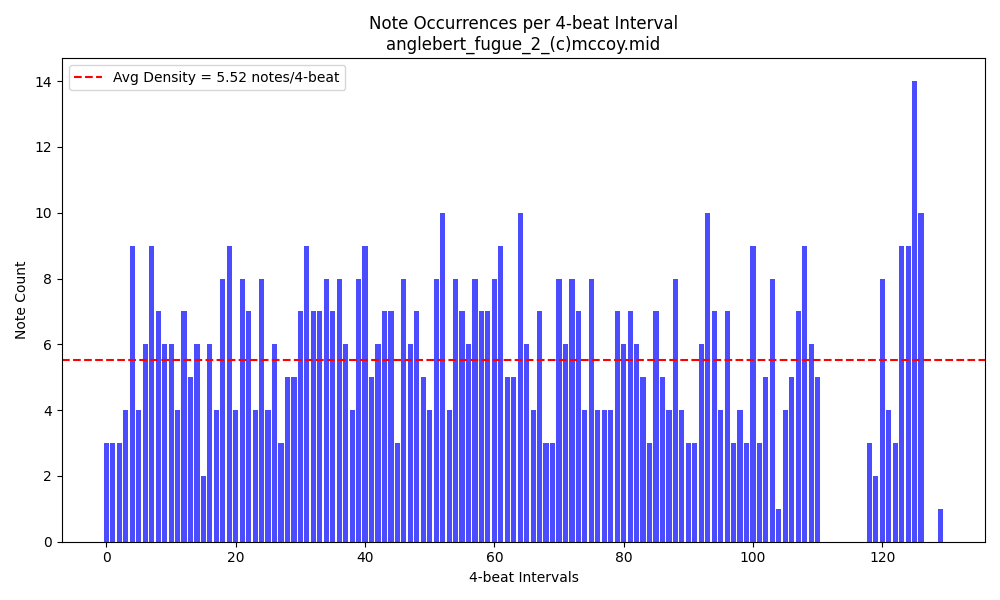 Note Occurrences per 4-beat Interval
anglebert_fugue_2_(c)mccoy.mid
Avg Density = 5.52 notes/4-beat
Note Count
14
12
10
8
6
4
2
0
0 20 40 60 80 100 120
4-beat Intervals